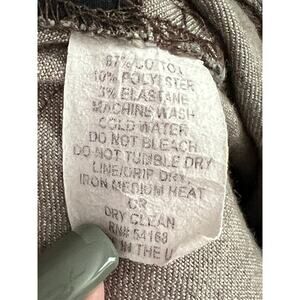 87% COTTON
10% POLYESTER
3% ELASTANE
MACHINE WASH
COLD WATER
DO NOT BLEACH
DO NOT TUMBLE DRY
LINE/DRIP DRY
IRON MEDIUM HEAT
OR
DRY CLEAN
RN# 54168
IN THE U